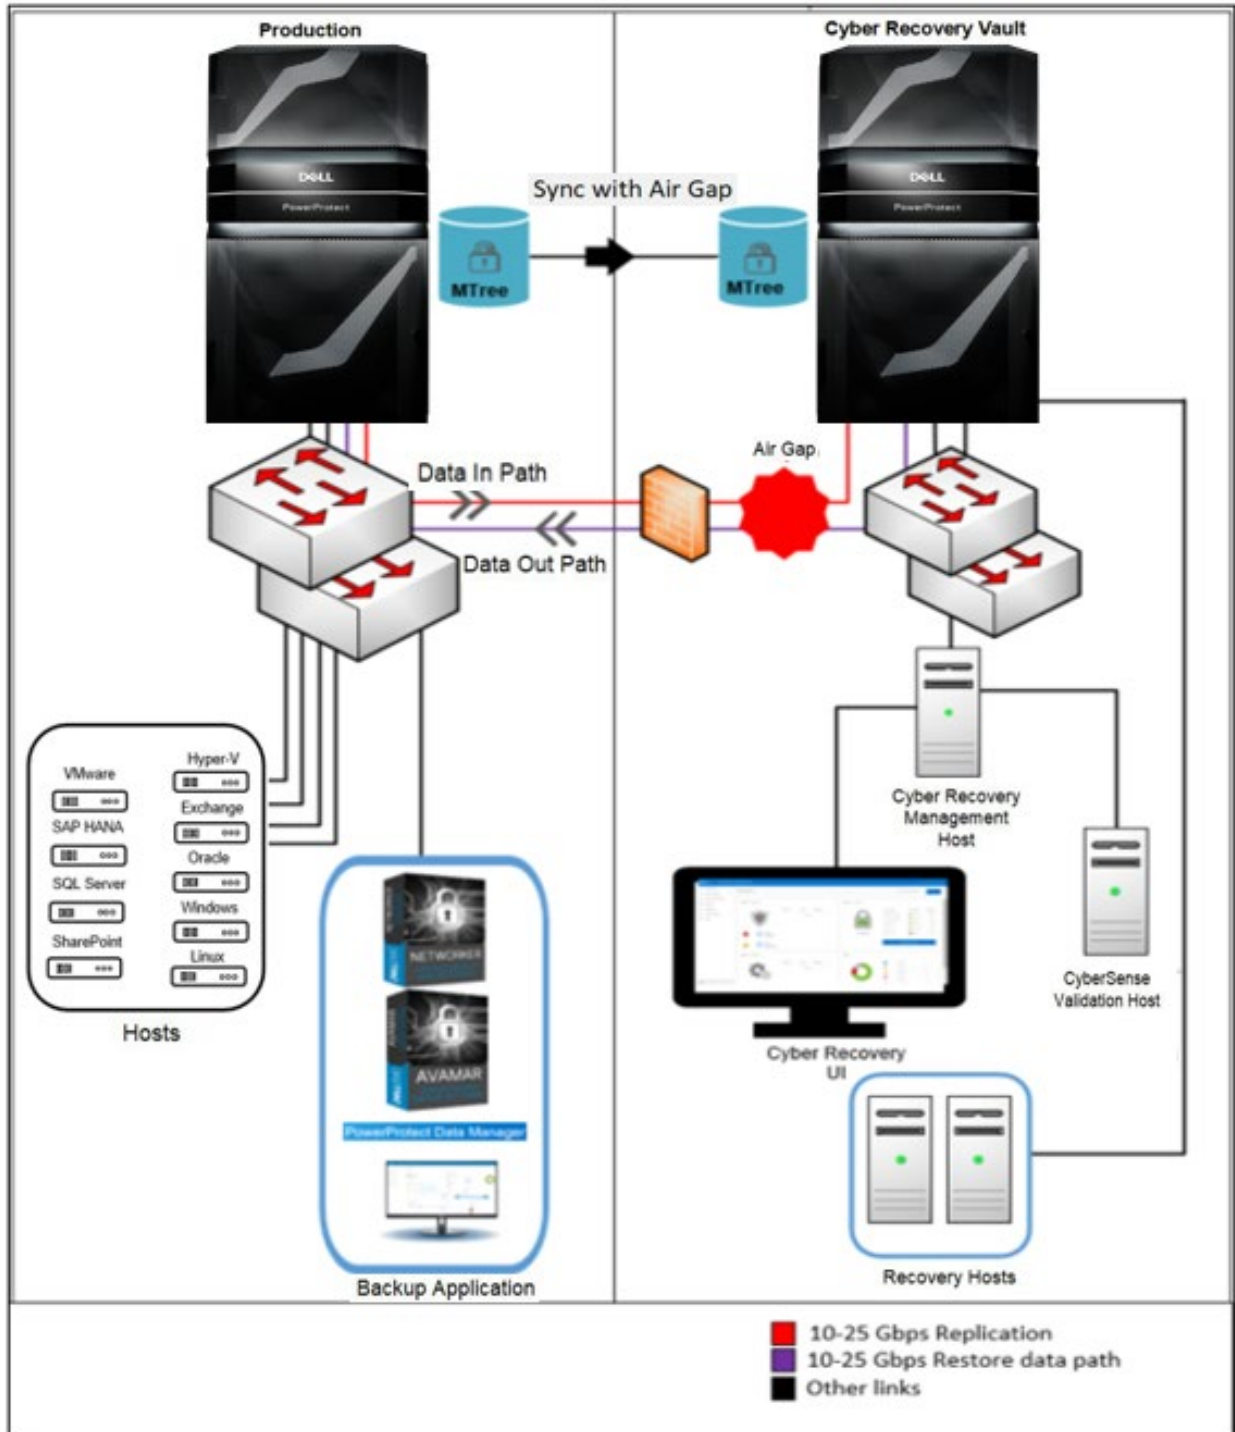 Production
Cyber Recovery Vault
DELL
PowerProtect
DELL
PowerProtect
Sync with Air Gap
MTree
MTree
Data In Path
Air Gap
Data Out Path
VMware
Hyper-V
SAP HANA
Exchange
SQL Server
Oracle
SharePoint
Windows
Linux
Hosts
NETWORKER
AVAMAR
PowerProtect Data Manager
Backup Application
Cyber Recovery
Management
Host
CyberSense
Validation Host
Cyber Recovery
UI
Recovery Hosts
10-25 Gbps Replication
10-25 Gbps Restore data path
Other links